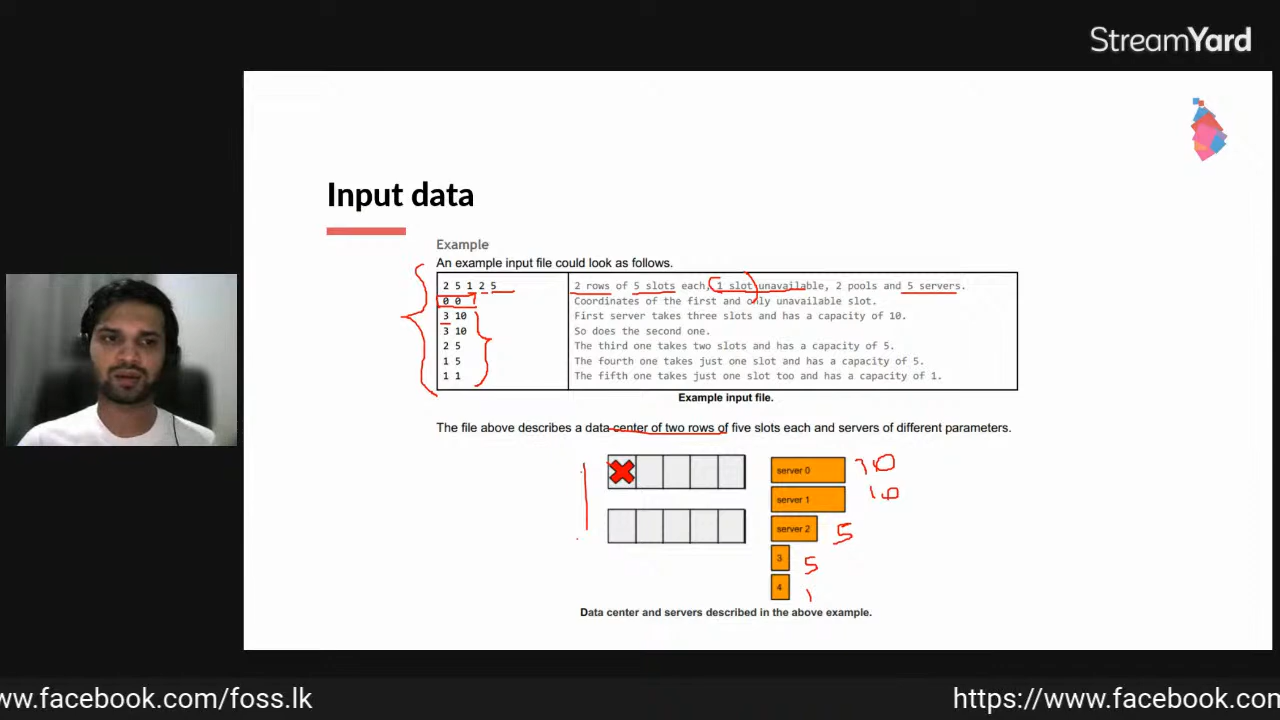 StreamYard
Input data
Example
An example input file could look as follows.
2 5 1 2 5 2 rows of 5 slots each, 1 slot unavailable, 2 pools and 5 servers.
0 0 Coordinates of the first and only unavailable slot.
3 10 First server takes three slots and has a capacity of 10.
3 10 So does the second one.
2 5 The third one takes two slots and has a capacity of 5.
1 5 The fourth one takes just one slot and has a capacity of 5.
1 1 The fifth one takes just one slot too and has a capacity of 1.
Example input file.
The file above describes a data center of two rows of five slots each and servers of different parameters.
server 0 10
server 1 10
server 2 5
3 5
4 1
Data center and servers described in the above example.
ww.facebook.com/foss.lk https://www.facebook.com